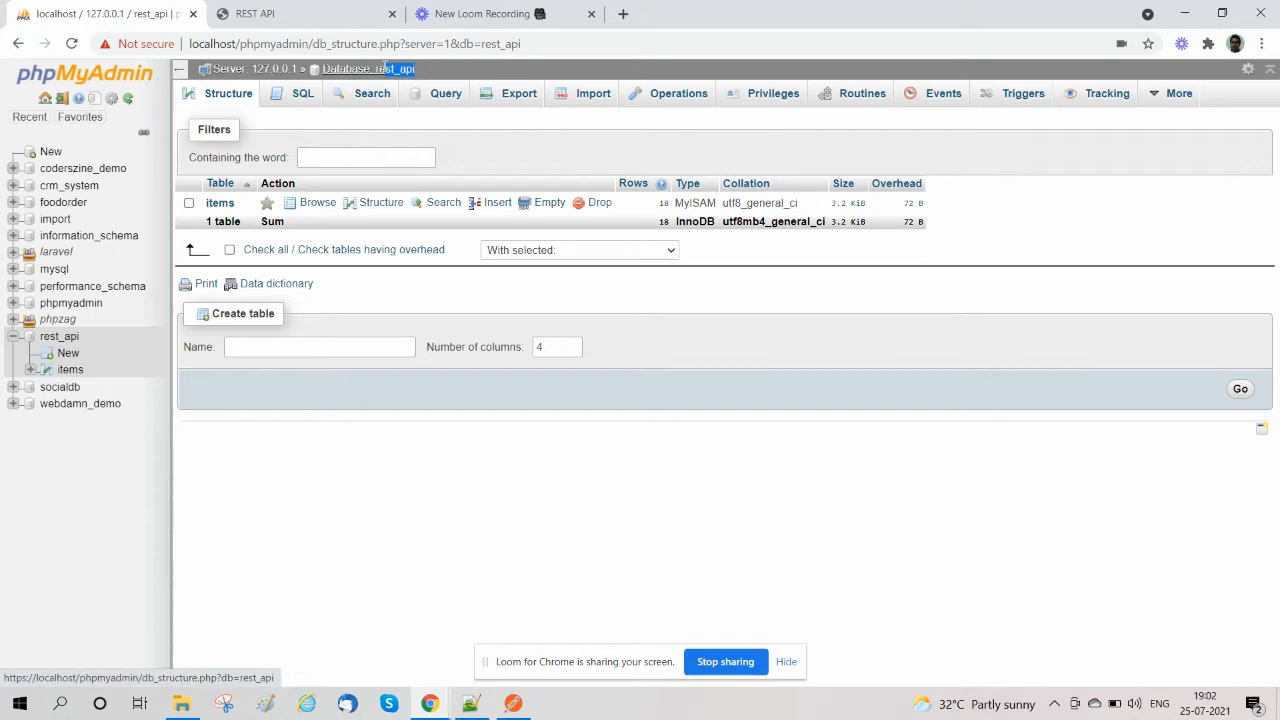 localhost / 127.0.0.1 / rest_api | p
REST API
New Loom Recording
Not secure
localhost/phpmyadmin/db_structure.php?server=1&db=rest_api
phpMyAdmin
Recent
Favorites
New
coderszine_demo
crm_system
foodorder
import
information_schema
laravel
mysql
performance_schema
phpmyadmin
phpzag
rest_api
New
items
socialdb
webdamn_demo
Server: 127.0.0.1 » Database: rest_api
Structure SQL Search Query Export Import Operations Privileges Routines Events Triggers Tracking More
Filters
Containing the word:
Table Action Rows Type Collation Size Overhead
items Browse Structure Search Insert Empty Drop 18 MyISAM utf8_general_ci 3.2 KiB 72 B
1 table Sum 18 InnoDB utf8mb4_general_ci 3.2 KiB 72 B
Check all / Check tables having overhead With selected:
Print Data dictionary
Create table
Name: Number of columns: 4
Go
Loom for Chrome is sharing your screen. Stop sharing Hide
https://localhost/phpmyadmin/db_structure.php?db=rest_api
32°C Partly sunny
ENG
19:02
25-07-2021
2